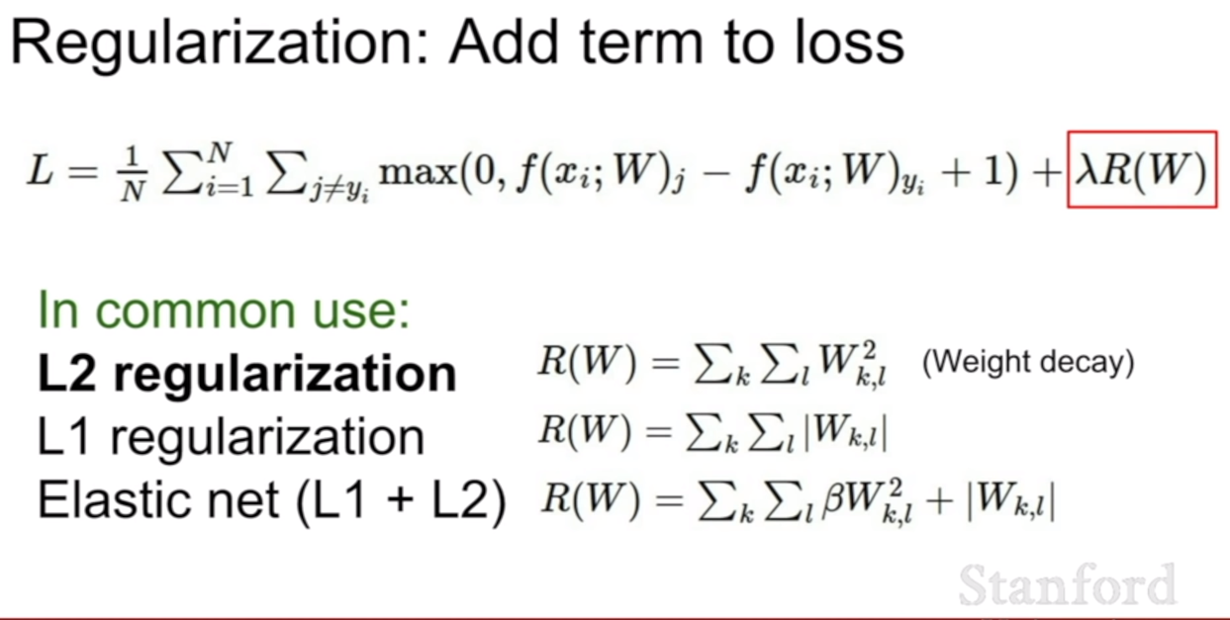 Regularization: Add term to loss
L = \frac{1}{N} \sum_{i=1}^{N} \sum_{j \neq y_i} \max(0, f(x_i; W)_j - f(x_i; W)_{y_i} + 1) + \lambda R(W)
In common use:
L2 regularization R(W) = \sum_k \sum_l W_{k,l}^2 (Weight decay)
L1 regularization R(W) = \sum_k \sum_l |W_{k,l}|
Elastic net (L1 + L2) R(W) = \sum_k \sum_l \beta W_{k,l}^2 + |W_{k,l}|
Stanford